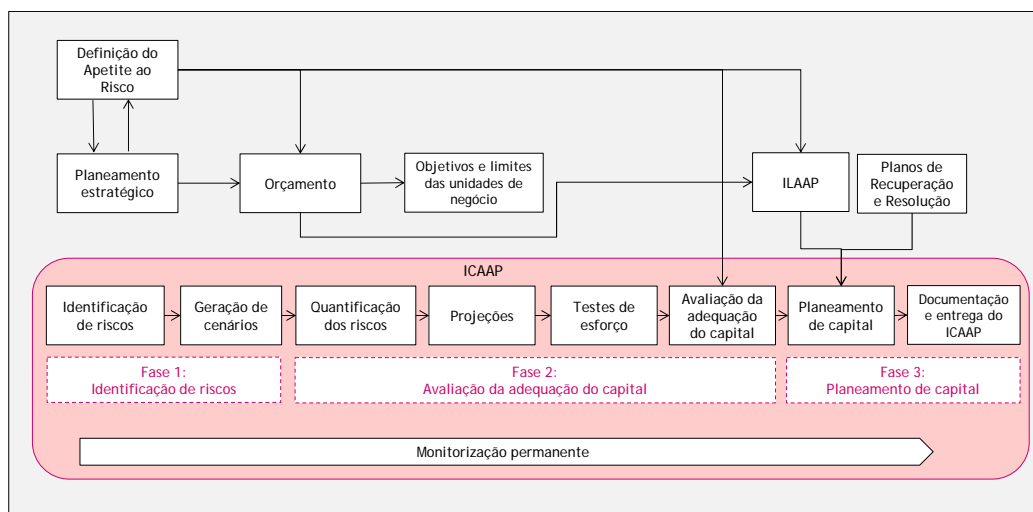 Definição do
Apetite ao
Risco
Planeamento
estratégico
Orçamento
Objetivos e limites
das unidades de
negócio
ILAAP
Planos de
Recuperação
e Resolução
ICAAP
Identificação
de riscos
Geração de
cenários
Quantificação
dos riscos
Projeções
Testes de
esforço
Avaliação da
adequação
do capital
Planeamento
de capital
Documentação
e entrega do
ICAAP
Fase 1:
Identificação de riscos
Fase 2:
Avaliação da adequação do capital
Fase 3:
Planeamento de capital
Monitorização permanente